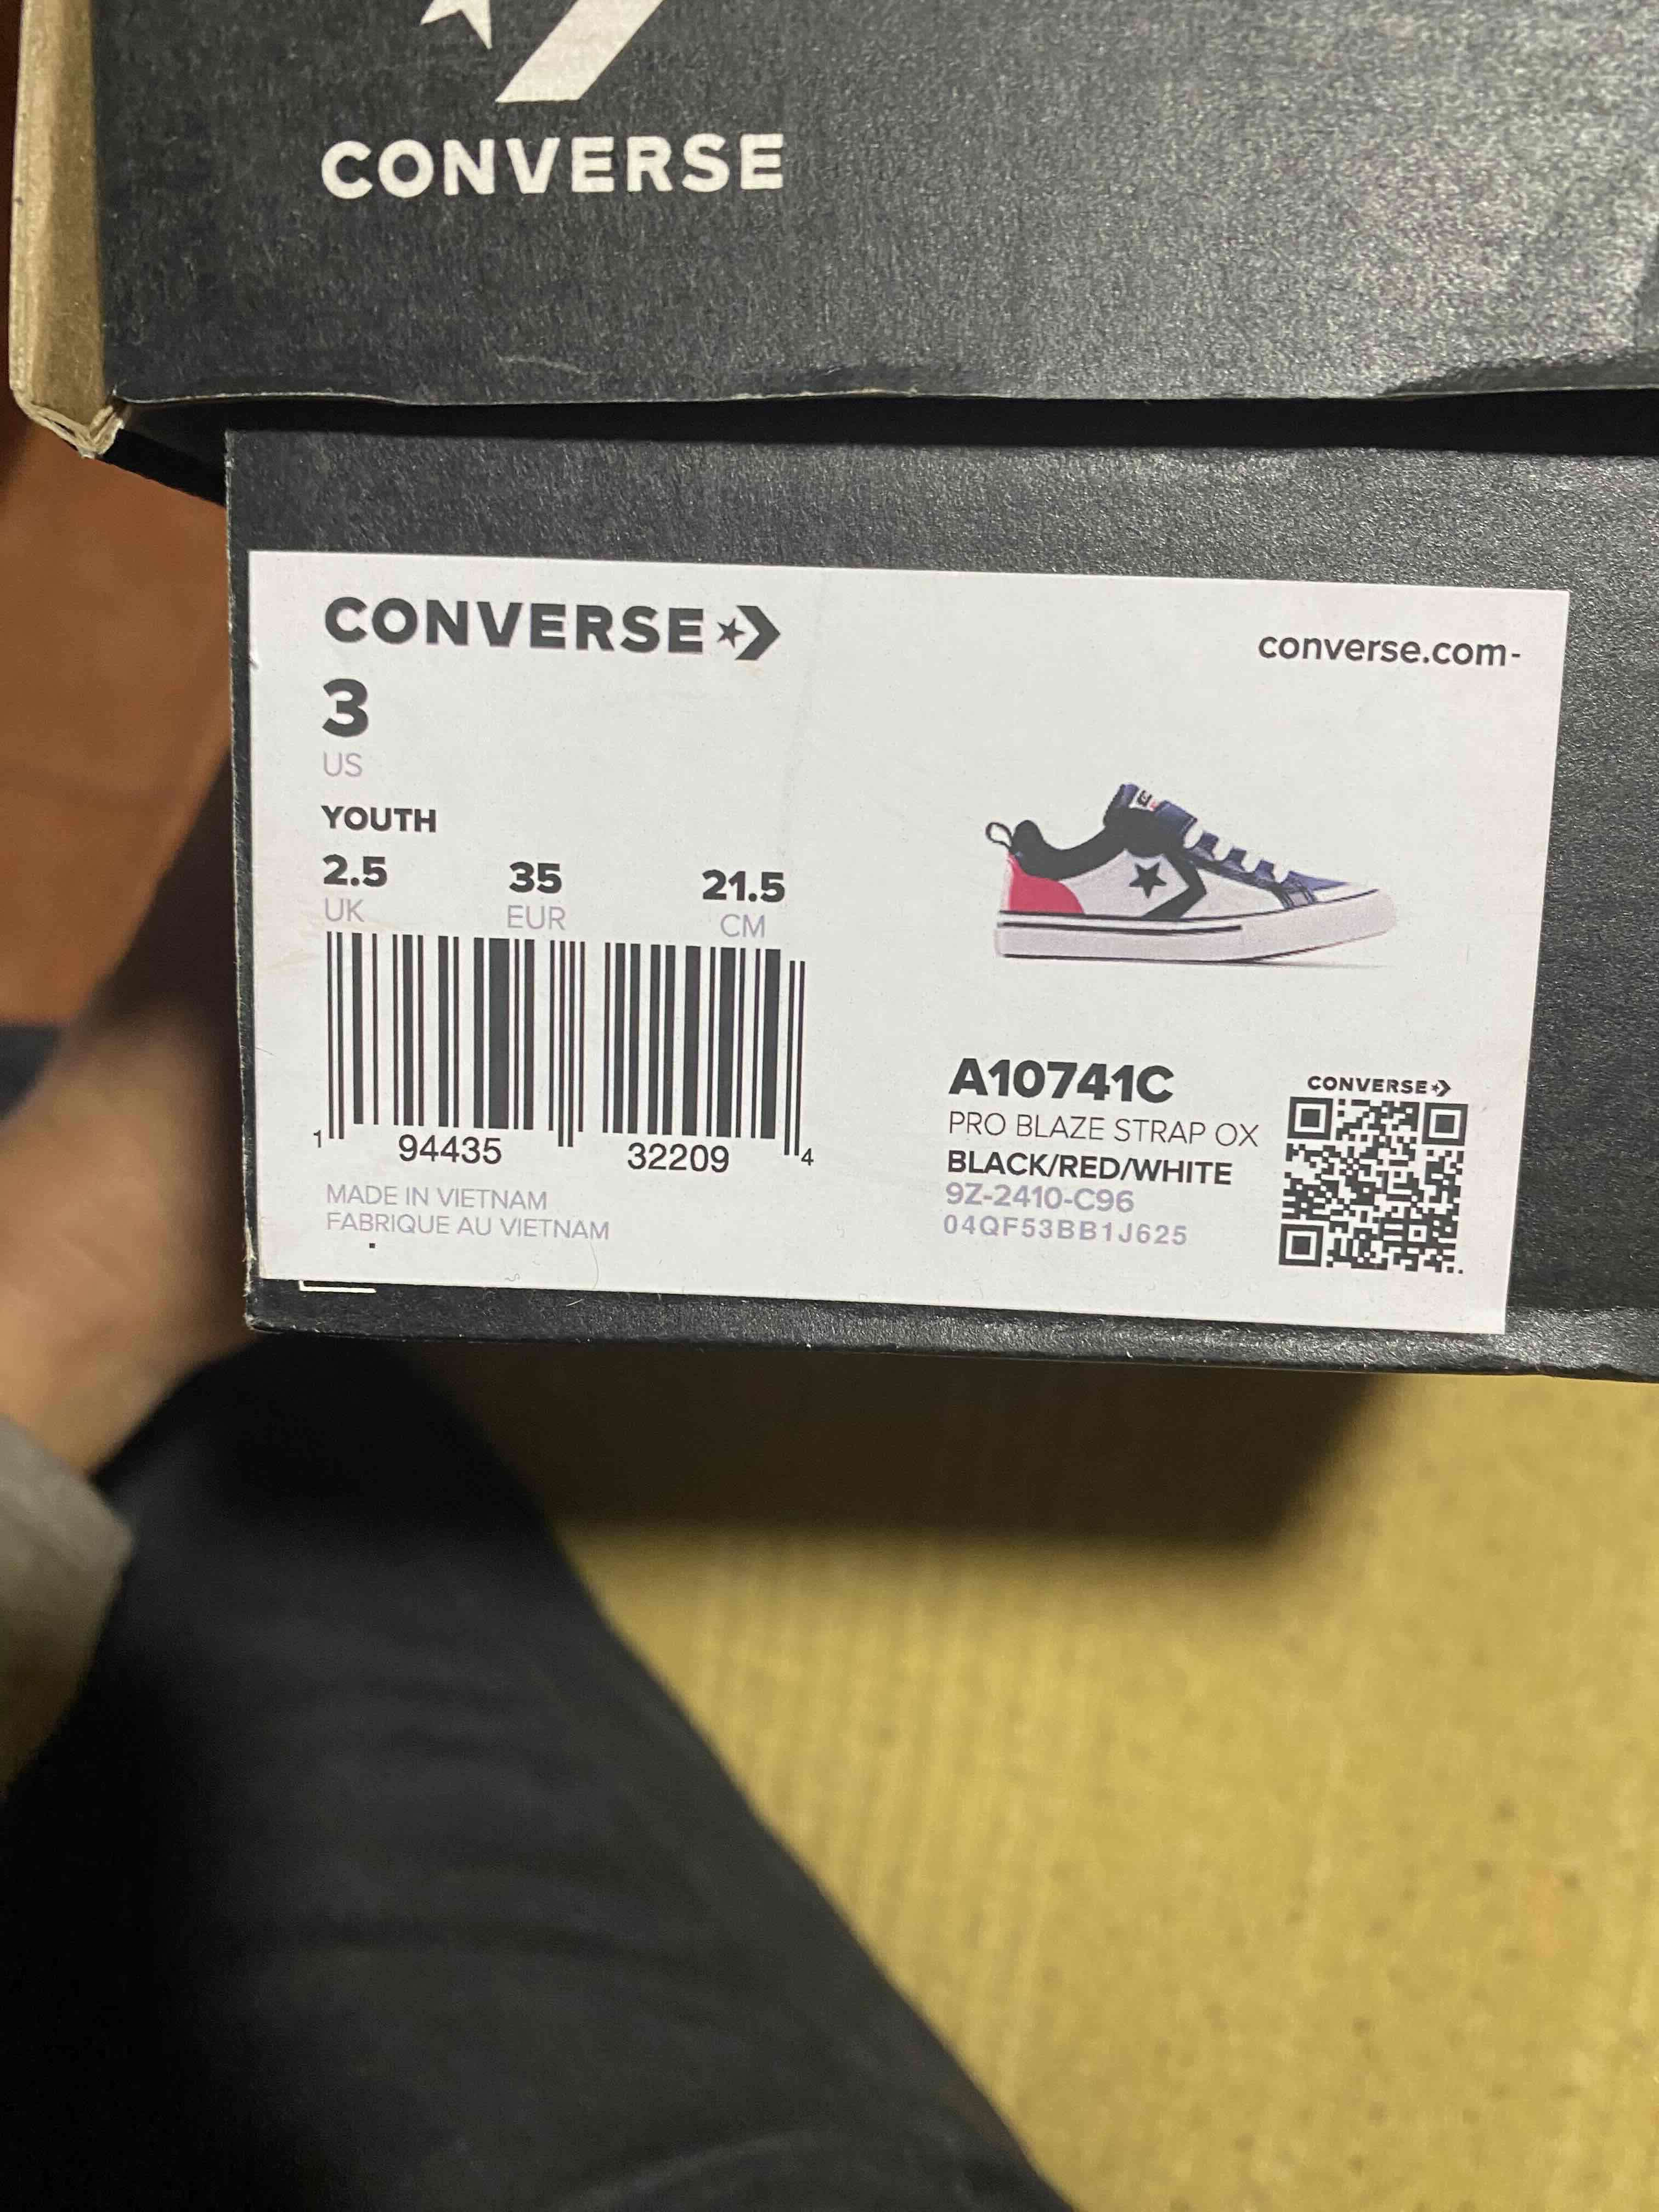 CONVERSE
CONVERSE
converse.com-
3
US
YOUTH
2.5 35 21.5
UK EUR CM
1 94435 32209 4
MADE IN VIETNAM
FABRIQUE AU VIETNAM
A10741C
PRO BLAZE STRAP OX
BLACK/RED/WHITE
9Z-2410-C96
04QF53BB1J625
CONVERSE